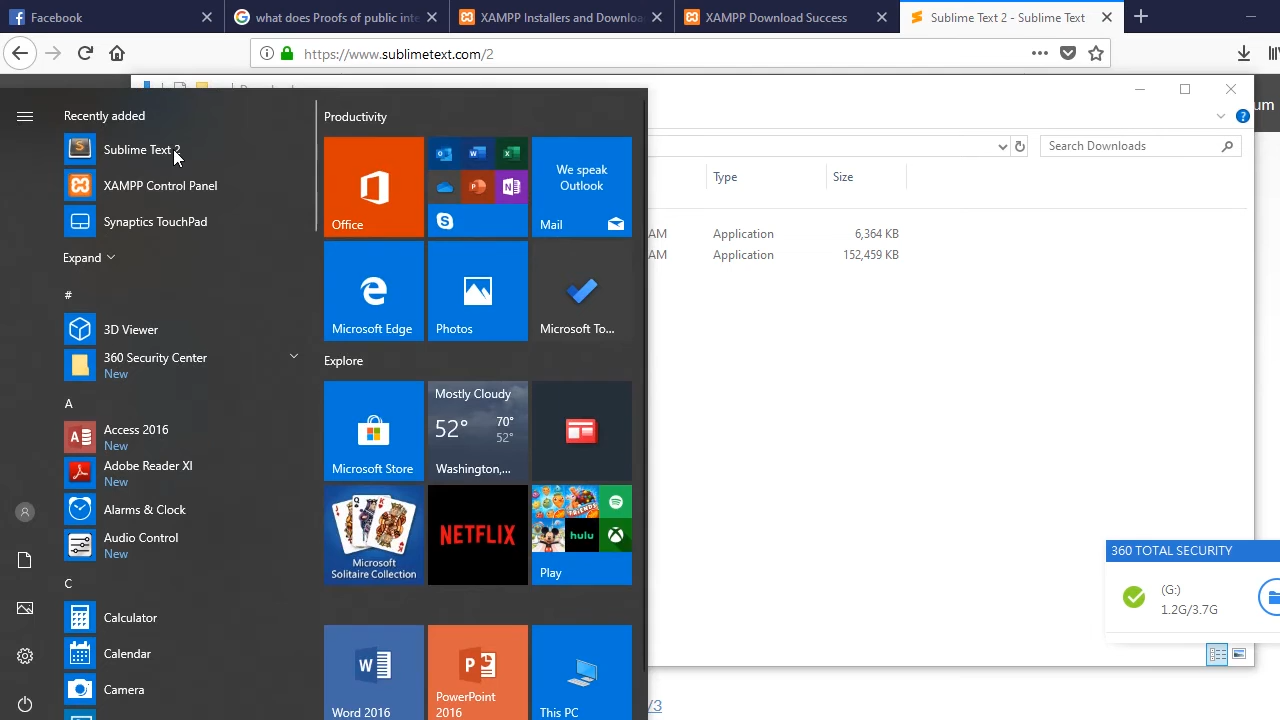 Facebook
what does Proofs of public inte
XAMPP Installers and Downloa
XAMPP Download Success
Sublime Text 2 - Sublime Text
https://www.sublimetext.com/2
um
Search Downloads
Type
Size
AM
Application
6,364 KB
AM
Application
152,459 KB
Recently added
Sublime Text 2
XAMPP Control Panel
Synaptics TouchPad
Expand
#
3D Viewer
360 Security Center
New
A
Access 2016
New
Adobe Reader XI
New
Alarms & Clock
Audio Control
New
C
Calculator
Calendar
Camera
Productivity
Office
We speak
Outlook
Mail
Microsoft Edge
Photos
Microsoft To...
Explore
Microsoft Store
Mostly Cloudy
52°
70°
52°
Washington,...
Microsoft
Solitaire Collection
NETFLIX
hulu
Play
Word 2016
PowerPoint
2016
This PC
360 TOTAL SECURITY
(G:)
1.2G/3.7G
/3